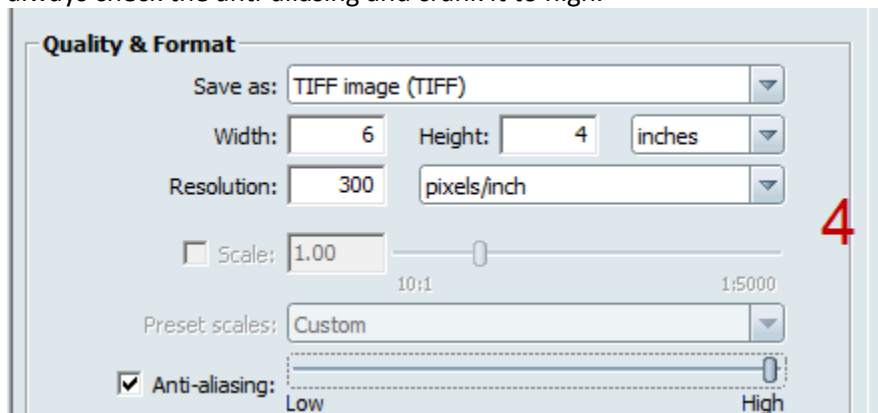 always check the anti-aliasing and crank it to high.
Quality & Format
Save as: TIFF image (TIFF)
Width: 6 Height: 4 inches
Resolution: 300 pixels/inch
4
Scale: 1.00
10:1 1:5000
Preset scales: Custom
Anti-aliasing:
Low High